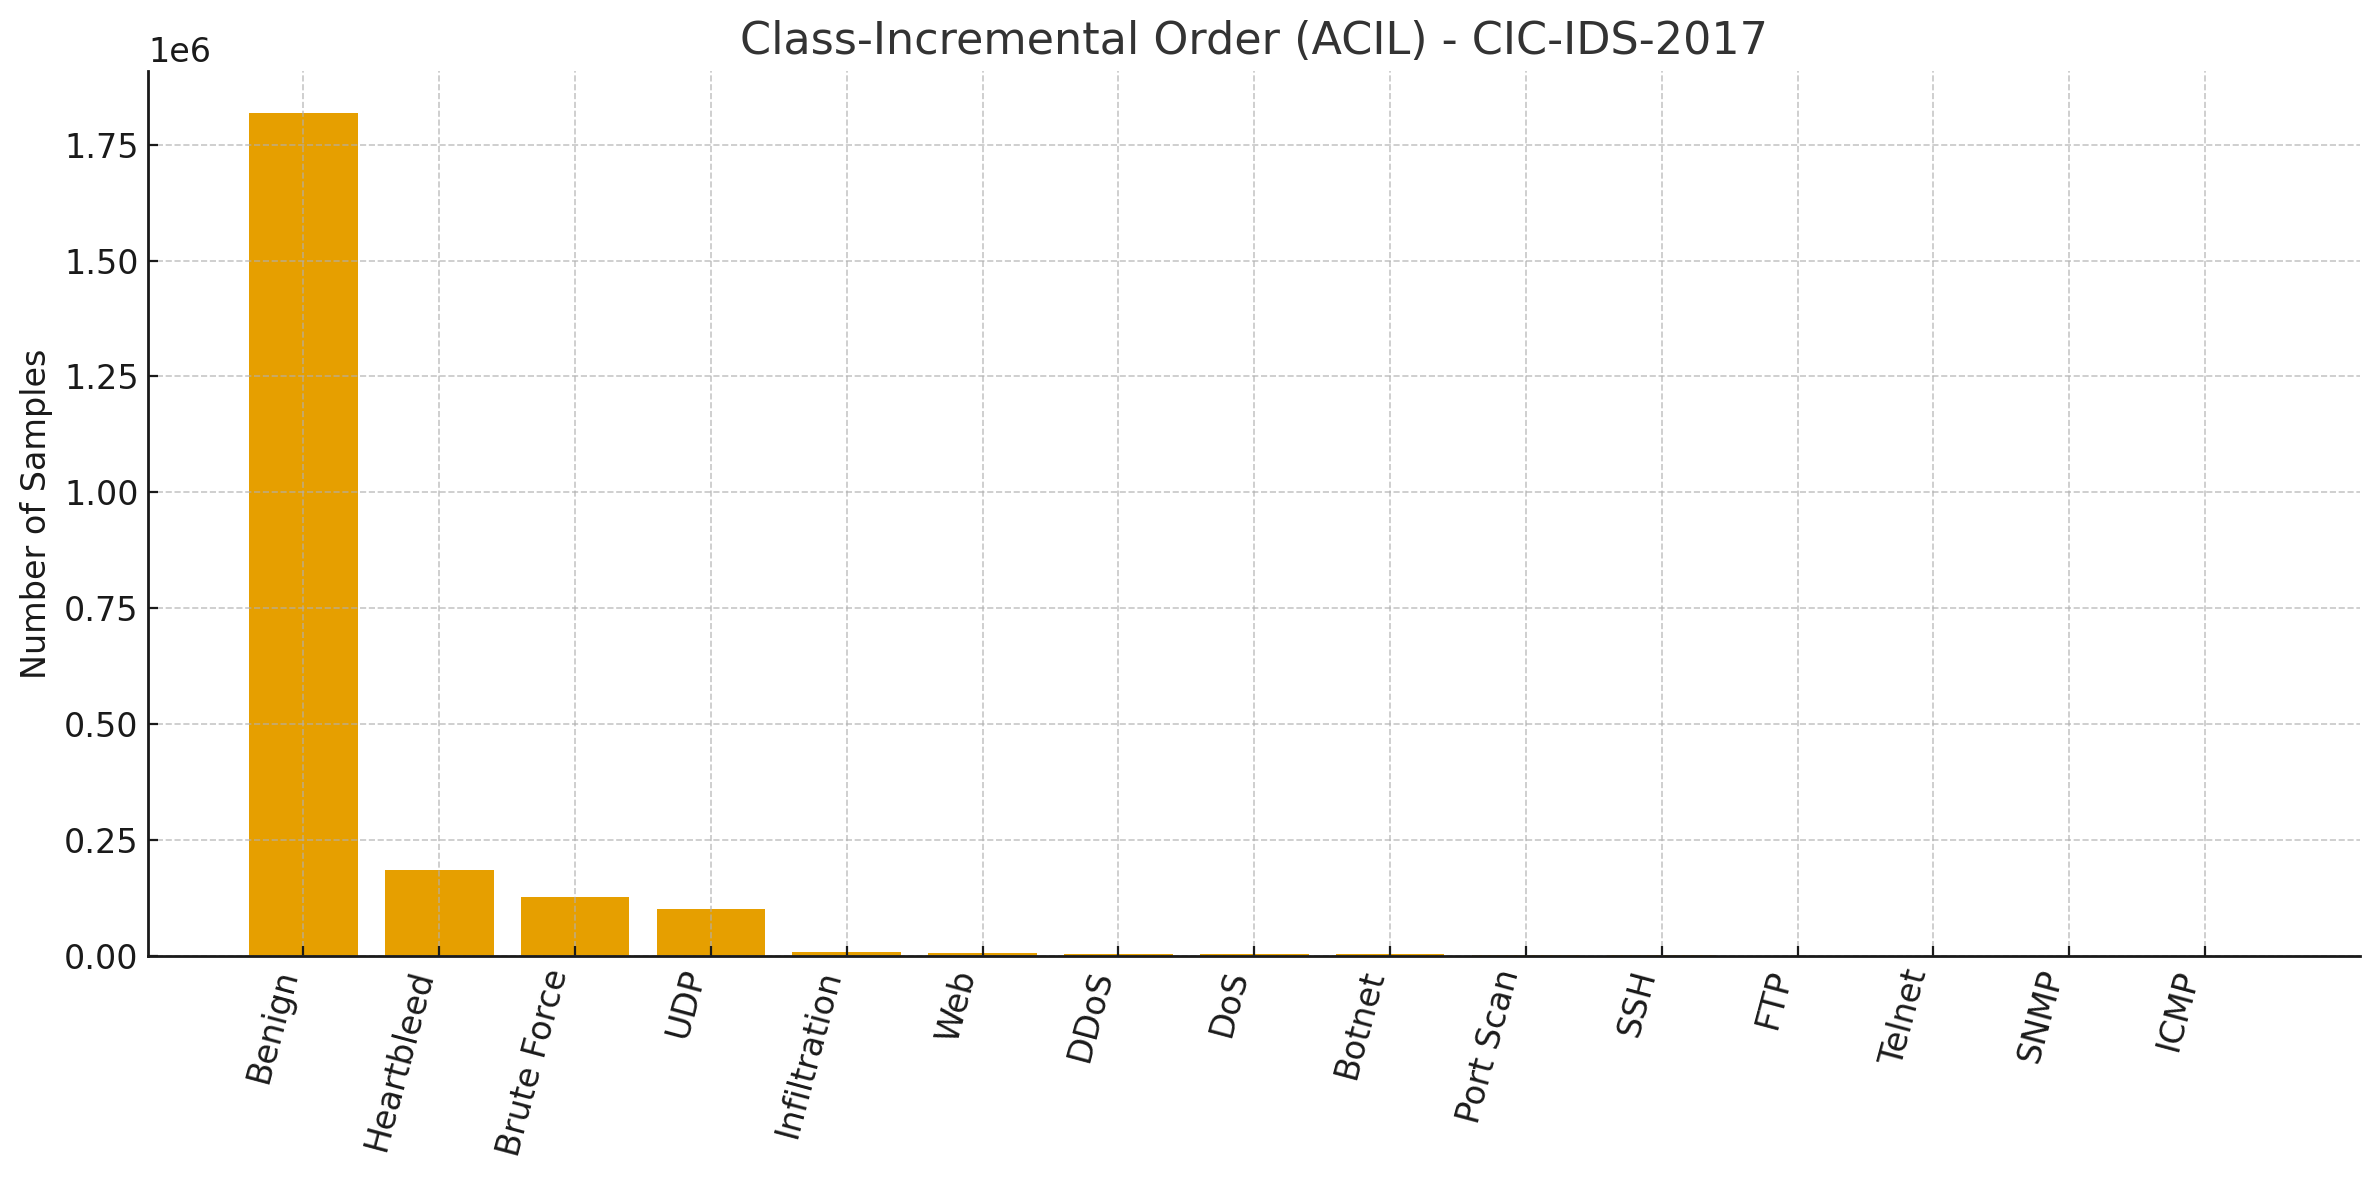 Class-Incremental Order (ACIL) - CIC-IDS-2017
1e6
1.75
1.50
1.25
1.00
0.75
0.50
0.25
0.00
Number of Samples
Benign
Heartbleed
Brute Force
UDP
Infiltration
Web
DDoS
DoS
Botnet
Port Scan
SSH
FTP
Telnet
SNMP
ICMP